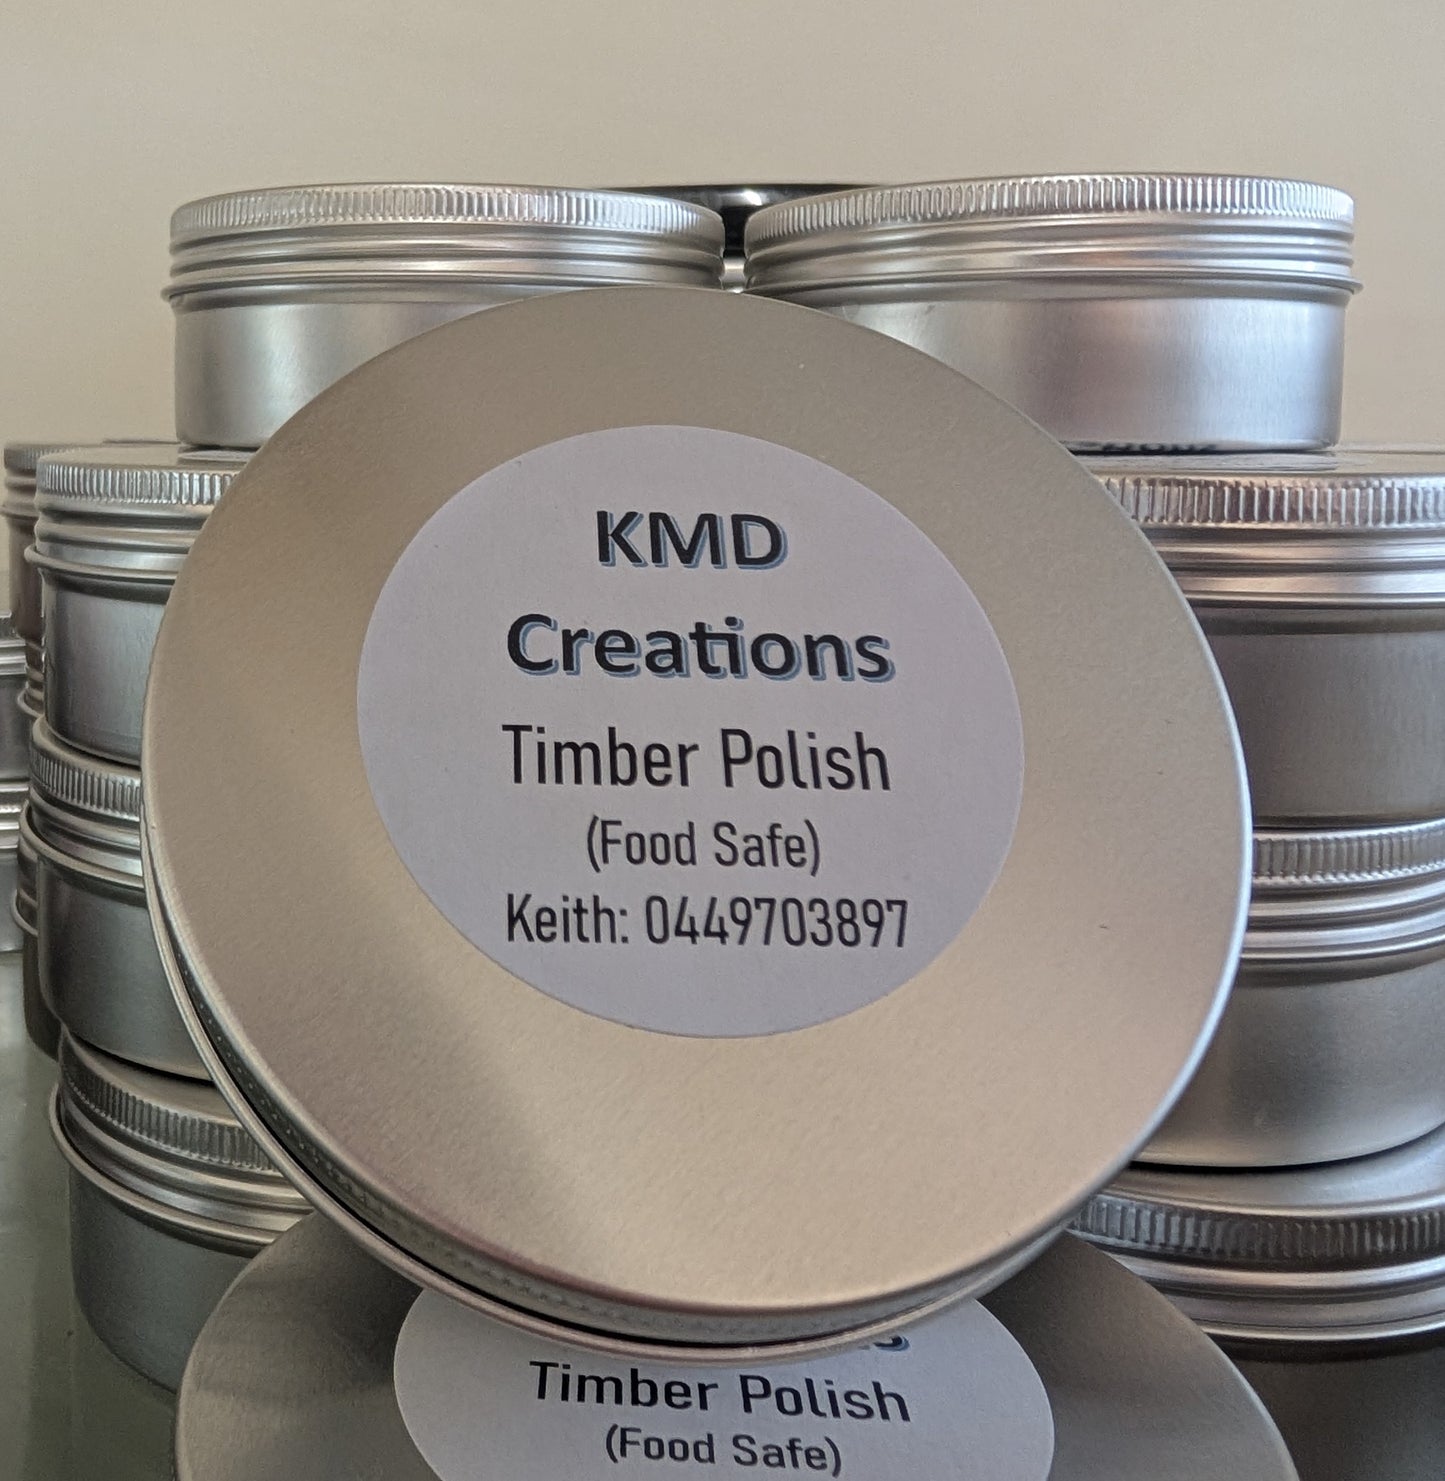 KMD
Creations
Timber Polish
(Food Safe)
Keith: 0449703897
Timber Polish
(Food Safe)